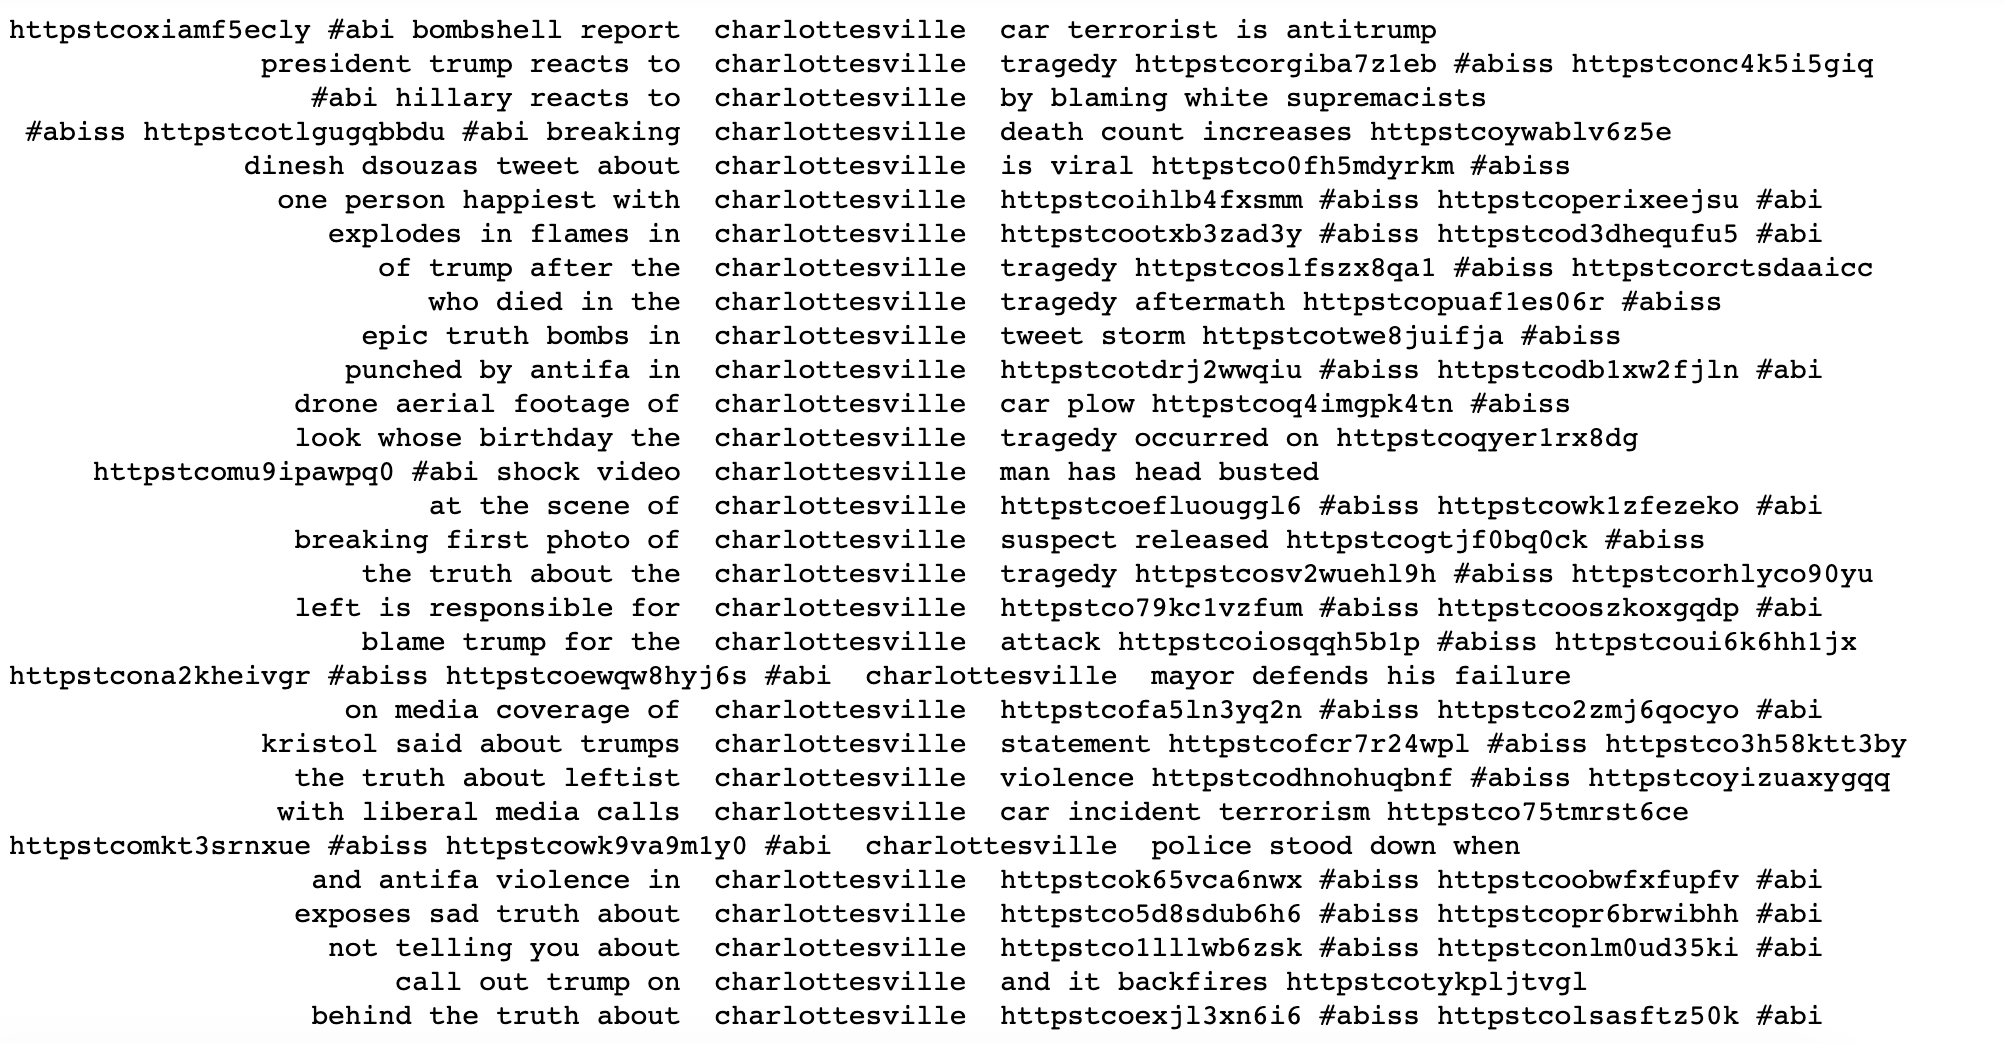 httpstcoxiamf5ecly #abi bombshell report charlottesville car terrorist is antitrump
president trump reacts to charlottesville tragedy httpstcorgiba7z1eb #abiss httpstconc4k5i5giq
#abi hillary reacts to charlottesville by blaming white supremacists
#abiss httpstcotlgugqbbdu #abi breaking charlottesville death count increases httpstcoywablv6z5e
dinesh dsouzas tweet about charlottesville is viral httpstco0fh5mdyrkm #abiss
one person happiest with charlottesville httpstcoihlb4fxsmm #abiss httpstcoperixeejsu #abi
explodes in flames in charlottesville httpstcootxb3zad3y #abiss httpstcod3dhequfu5 #abi
of trump after the charlottesville tragedy httpstcoslfszx8qa1 #abiss httpstcorctsdaaicc
who died in the charlottesville tragedy aftermath httpstcopuaf1es06r #abiss
epic truth bombs in charlottesville tweet storm httpstcotwe8juifja #abiss
punched by antifa in charlottesville httpstcotdrj2wwqiu #abiss httpstcodb1xw2fjln #abi
drone aerial footage of charlottesville car plow httpstcoq4imgpk4tn #abiss
look whose birthday the charlottesville tragedy occurred on httpstcoqyer1rx8dg
httpstcomu9ipawpq0 #abi shock video charlottesville man has head busted
at the scene of charlottesville httpstcoefluouggl6 #abiss httpstcowk1zfezeko #abi
breaking first photo of charlottesville suspect released httpstcogtjf0bq0ck #abiss
the truth about the charlottesville tragedy httpstcosv2wuehl9h #abiss httpstcorhlyco90yu
left is responsible for charlottesville httpstco79kc1vzfum #abiss httpstcooszkoxgqdp #abi
blame trump for the charlottesville attack httpstcoiosqqh5b1p #abiss httpstcoui6k6hh1jx
httpstcona2kheivgr #abiss httpstcoewqw8hyj6s #abi charlottesville mayor defends his failure
on media coverage of charlottesville httpstcofa5ln3yq2n #abiss httpstco2zmj6qocyo #abi
kristol said about trumps charlottesville statement httpstcofcr7r24wpl #abiss httpstco3h58ktt3by
the truth about leftist charlottesville violence httpstcodhnohuqbnf #abiss httpstcoyizuaxygqq
with liberal media calls charlottesville car incident terrorism httpstco75tmrst6ce
httpstcomkt3srnxue #abiss httpstcowk9va9m1y0 #abi charlottesville police stood down when
and antifa violence in charlottesville httpstcok65vca6nwx #abiss httpstcoobwfxfupfv #abi
exposes sad truth about charlottesville httpstco5d8sdub6h6 #abiss httpstcopr6brwibhh #abi
not telling you about charlottesville httpstco1lllwb6zsk #abiss httpstconlm0ud35ki #abi
call out trump on charlottesville and it backfires httpstcotykpljtvgl
behind the truth about charlottesville httpstcoexjl3xn6i6 #abiss httpstcolsasftz50k #abi